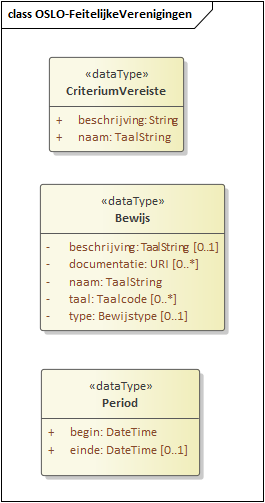 class OSLO-FeitelijkeVerenigingen
«dataType»
CriteriumVereiste
+ beschrijving: String
+ naam: TaalString
«dataType»
Bewijs
- beschrijving: TaalString [0..1]
- documentatie: URI [0..*]
- naam: TaalString
- taal: Taalcode [0..*]
- type: Bewijstype [0..1]
«dataType»
Period
+ begin: DateTime
+ einde: DateTime [0..1]